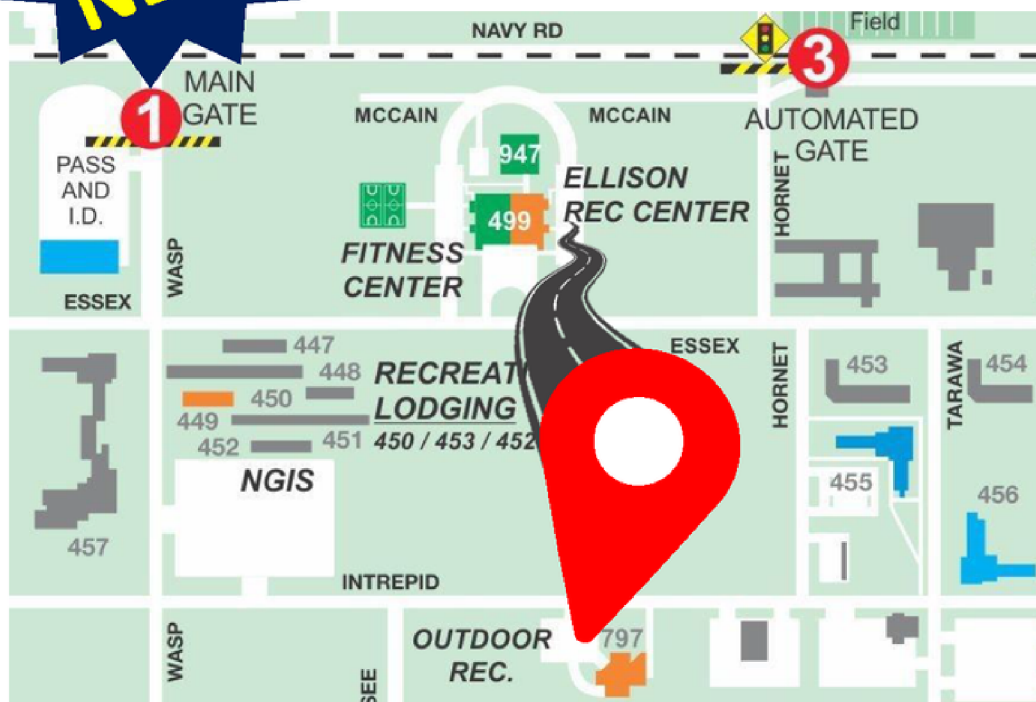 NAVY RD
Field
3
MAIN
GATE
1
MCCAIN
MCCAIN
AUTOMATED
GATE
PASS
AND
I.D.
947
ELLISON
REC CENTER
499
HORNET
FITNESS
CENTER
WASP
ESSEX
ESSEX
447
448
RECREAT
LODGING
450 / 453 / 452
450
449
452
451
NGIS
HORNET
453
454
TARAWA
455
456
457
INTREPID
OUTDOOR
REC.
797
WASP
SEE